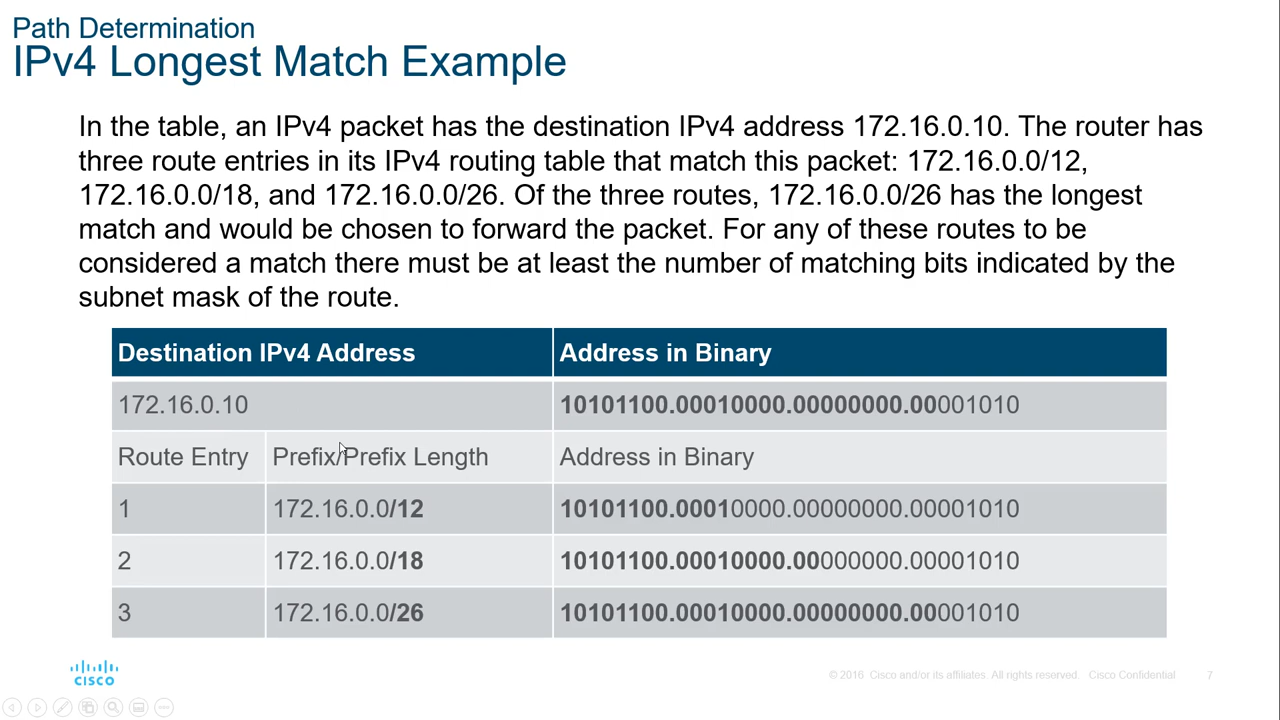 Path Determination
IPv4 Longest Match Example
In the table, an IPv4 packet has the destination IPv4 address 172.16.0.10. The router has
three route entries in its IPv4 routing table that match this packet: 172.16.0.0/12,
172.16.0.0/18, and 172.16.0.0/26. Of the three routes, 172.16.0.0/26 has the longest
match and would be chosen to forward the packet. For any of these routes to be
considered a match there must be at least the number of matching bits indicated by the
subnet mask of the route.
Destination IPv4 Address Address in Binary
172.16.0.10 10101100.00010000.00000000.00001010
Route Entry Prefix/Prefix Length Address in Binary
1 172.16.0.0/12 10101100.00010000.00000000.00001010
2 172.16.0.0/18 10101100.00010000.00000000.00001010
3 172.16.0.0/26 10101100.00010000.00000000.00001010
CISCO
© 2016 Cisco and/or its affiliates. All rights reserved. Cisco Confidential 7